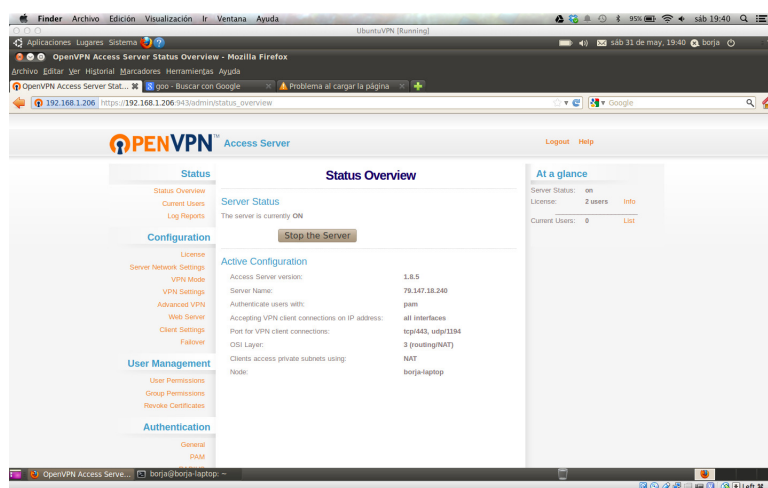 Finder Archivo Edición Visualización Ir Ventana Ayuda 95% sáb 19:40
UbuntuVPN [Running]
Aplicaciones Lugares Sistema sáb 31 de may, 19:40 borja
OpenVPN Access Server Status Overview - Mozilla Firefox
Archivo Editar Ver Historial Marcadores Herramientas Ayuda
OpenVPN Access Server Stat... goo - Buscar con Google Problema al cargar la página
192.168.1.206 https://192.168.1.206:943/admin/status_overview Google
OPENVPN™ Access Server
Logout Help
Status
Status Overview
Current Users
Log Reports
Configuration
License
Server Network Settings
VPN Mode
VPN Settings
Advanced VPN
Web Server
Client Settings
Failover
User Management
User Permissions
Group Permissions
Revoke Certificates
Authentication
General
PAM
Status Overview
Server Status
The server is currently ON
Stop the Server
Active Configuration
Access Server version: 1.8.5
Server Name: 79.147.18.240
Authenticate users with: pam
Accepting VPN client connections on IP address: all interfaces
Port for VPN client connections: tcp/443, udp/1194
OSI Layer: 3 (routing/NAT)
Clients access private subnets using: NAT
Node: borja-laptop
At a glance
Server Status: on
License: 2 users Info
Current Users: 0 List
OpenVPN Access Serve... borja@borja-laptop: ~
Left ⌘